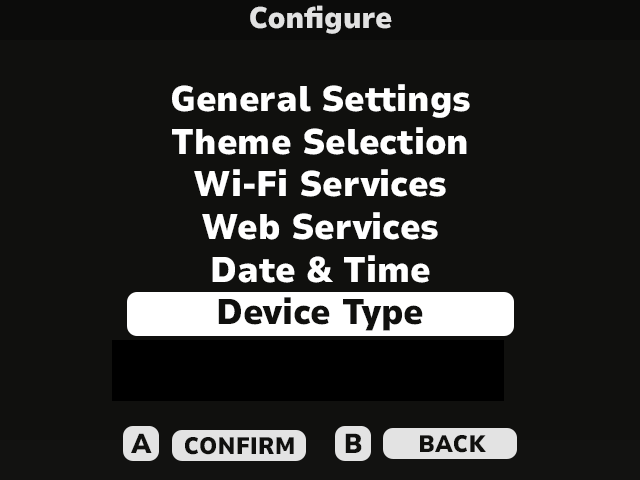 Configure
General Settings
Theme Selection
Wi-Fi Services
Web Services
Date & Time
Device Type
A CONFIRM B BACK